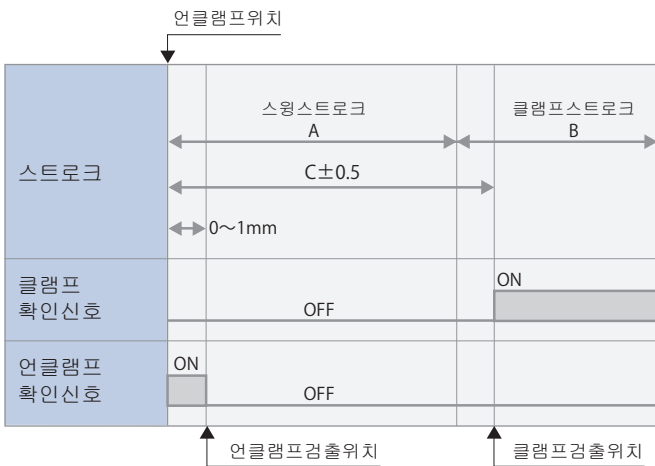 언클램프위치
스윙스트로크
A
클램프스트로크
B
스트로크
C±0.5
0～1mm
클램프
확인신호
OFF
ON
언클램프
확인신호
ON
OFF
언클램프검출위치
클램프검출위치